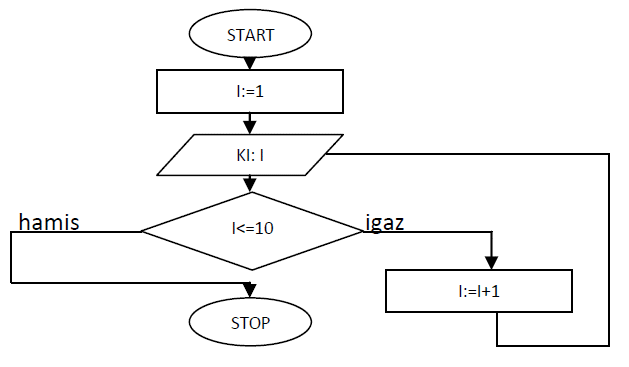 START
I:=1
KI: I
hamis
I<=10
igaz
I:=I+1
STOP